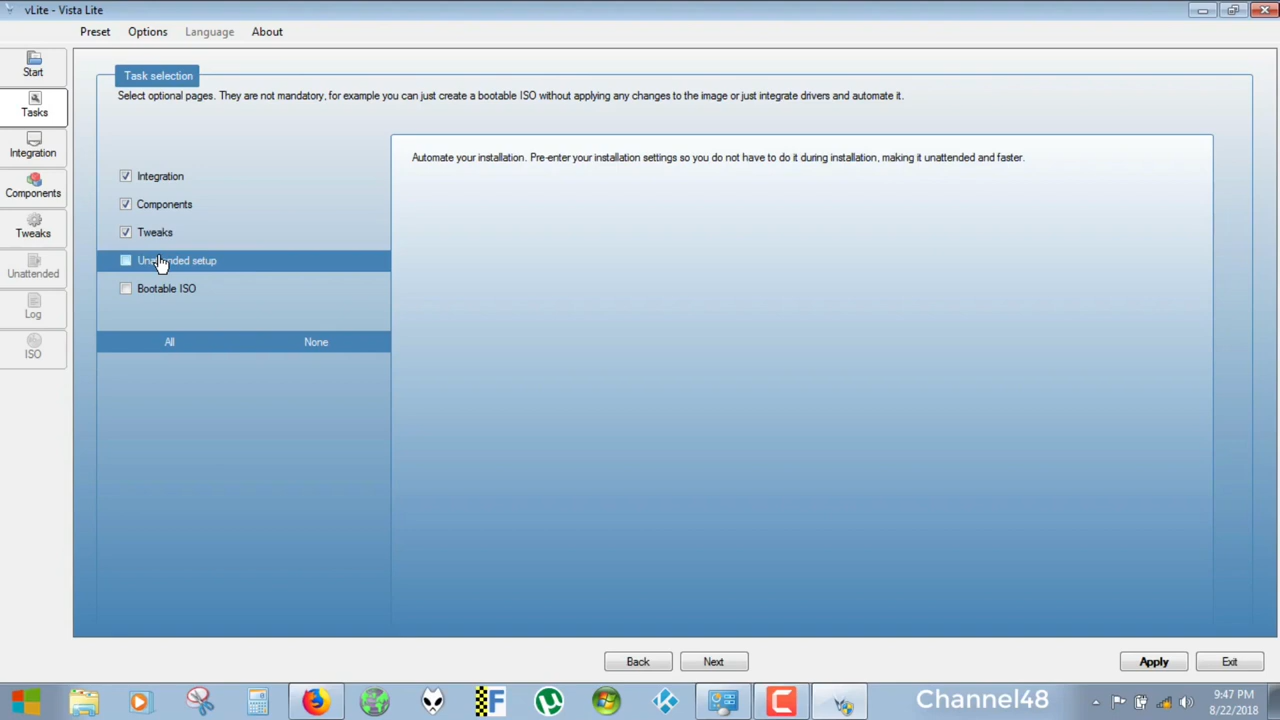 vLite - Vista Lite
Preset Options Language About
Start
Tasks
Integration
Components
Tweaks
Unattended
Log
ISO
Task selection
Select optional pages. They are not mandatory, for example you can just create a bootable ISO without applying any changes to the image or just integrate drivers and automate it.
Integration
Components
Tweaks
Unattended setup
Bootable ISO
All None
Automate your installation. Pre-enter your installation settings so you do not have to do it during installation, making it unattended and faster.
Back Next Apply Exit
Channel48
9:47 PM
8/22/2018